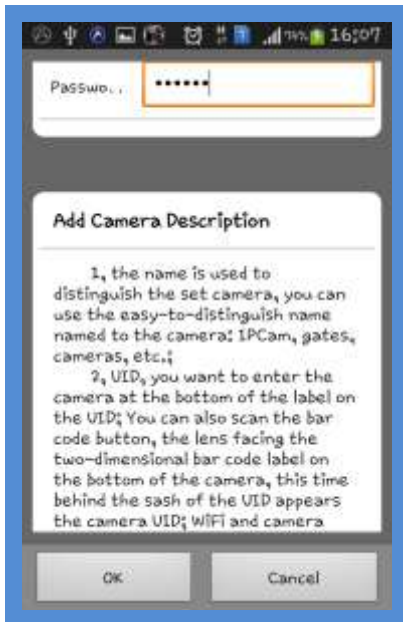 16:07
Passwo..
••••••
Add Camera Description
1, the name is used to
distinguish the set camera, you can
use the easy-to-distinguish name
named to the camera: IPCam, gates,
cameras, etc.;
2, UID, you want to enter the
camera at the bottom of the label on
the UID; You can also scan the bar
code button, the lens facing the
two-dimensional bar code label on
the bottom of the camera, this time
behind the sash of the UID appears
the camera UID; WiFi and camera
OK Cancel